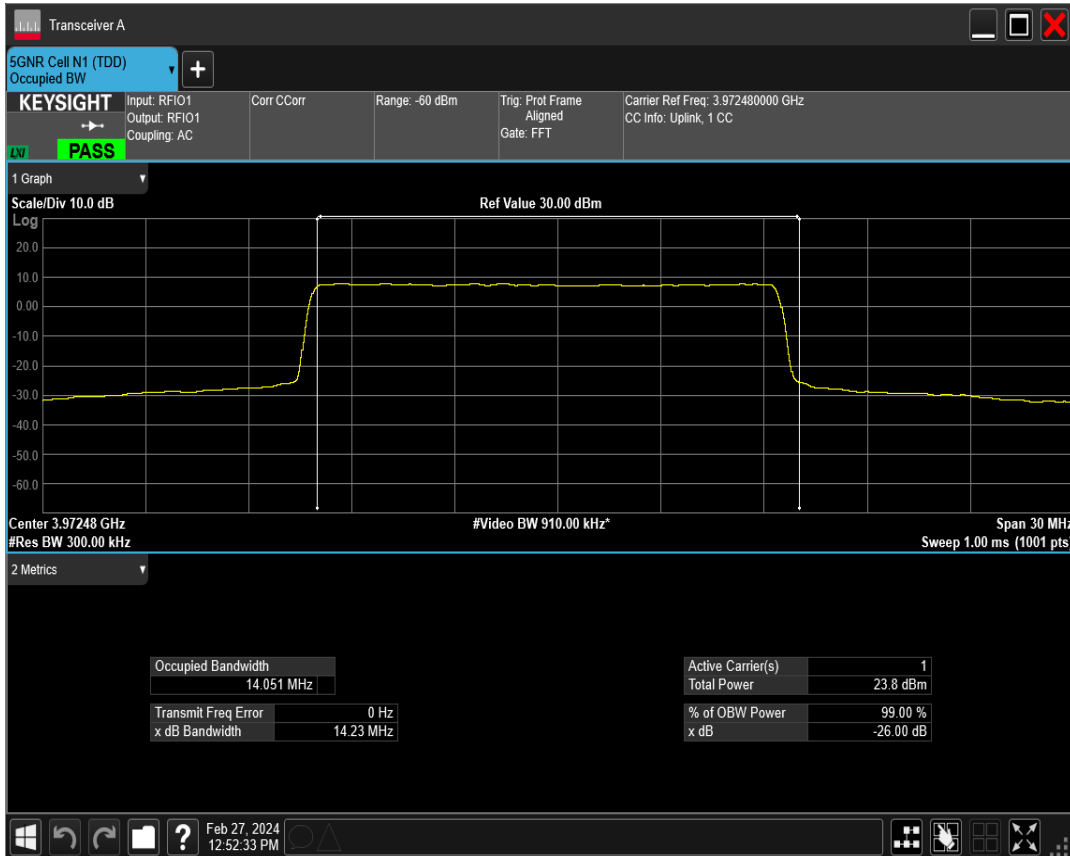 Transceiver A
5GNR Cell N1 (TDD)
Occupied BW
+
KEYSIGHT
LXI
PASS
Input: RFIO1
Output: RFIO1
Coupling: AC
Corr CCorr
Range: -60 dBm
Trig: Prot Frame
Aligned
Gate: FFT
Carrier Ref Freq: 3.972480000 GHz
CC Info: Uplink, 1 CC
1 Graph
Scale/Div 10.0 dB
Ref Value 30.00 dBm
Log
20.0
10.0
0.00
-10.0
-20.0
-30.0
-40.0
-50.0
-60.0
Center 3.97248 GHz
#Video BW 910.00 kHz*
Span 30 MHz
#Res BW 300.00 kHz
Sweep 1.00 ms (1001 pts)
2 Metrics
Occupied Bandwidth
14.051 MHz
Transmit Freq Error 0 Hz
x dB Bandwidth 14.23 MHz
Active Carrier(s) 1
Total Power 23.8 dBm
% of OBW Power 99.00 %
x dB -26.00 dB
?
Feb 27, 2024
12:52:33 PM